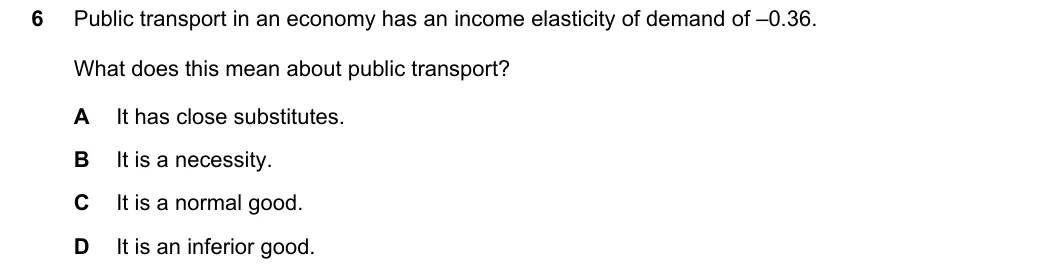 6 Public transport in an economy has an income elasticity of demand of –0.36.
What does this mean about public transport?
A It has close substitutes.
B It is a necessity.
C It is a normal good.
D It is an inferior good.